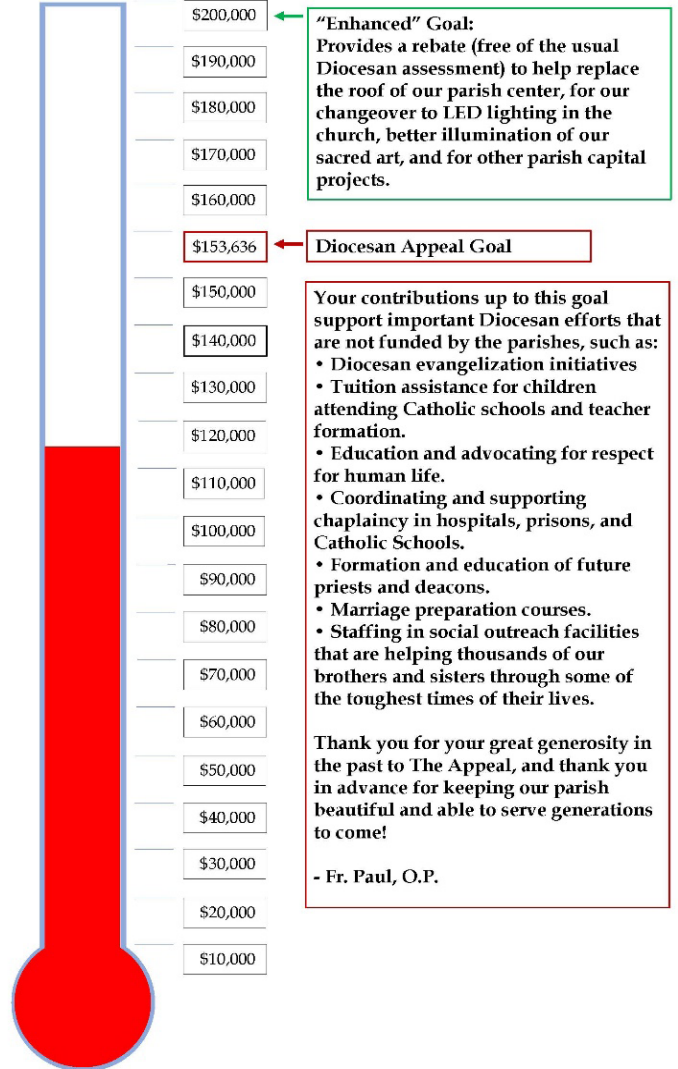 $200,000
$190,000
$180,000
$170,000
$160,000
$153,636
$150,000
$140,000
$130,000
$120,000
$110,000
$100,000
$90,000
$80,000
$70,000
$60,000
$50,000
$40,000
$30,000
$20,000
$10,000
“Enhanced” Goal:
Provides a rebate (free of the usual
Diocesan assessment) to help replace
the roof of our parish center, for our
changeover to LED lighting in the
church, better illumination of our
sacred art, and for other parish capital
projects.
Diocesan Appeal Goal
Your contributions up to this goal
support important Diocesan efforts that
are not funded by the parishes, such as:
• Diocesan evangelization initiatives
• Tuition assistance for children
attending Catholic schools and teacher
formation.
• Education and advocating for respect
for human life.
• Coordinating and supporting
chaplaincy in hospitals, prisons, and
Catholic Schools.
• Formation and education of future
priests and deacons.
• Marriage preparation courses.
• Staffing in social outreach facilities
that are helping thousands of our
brothers and sisters through some of
the toughest times of their lives.
Thank you for your great generosity in
the past to The Appeal, and thank you
in advance for keeping our parish
beautiful and able to serve generations
to come!
- Fr. Paul, O.P.